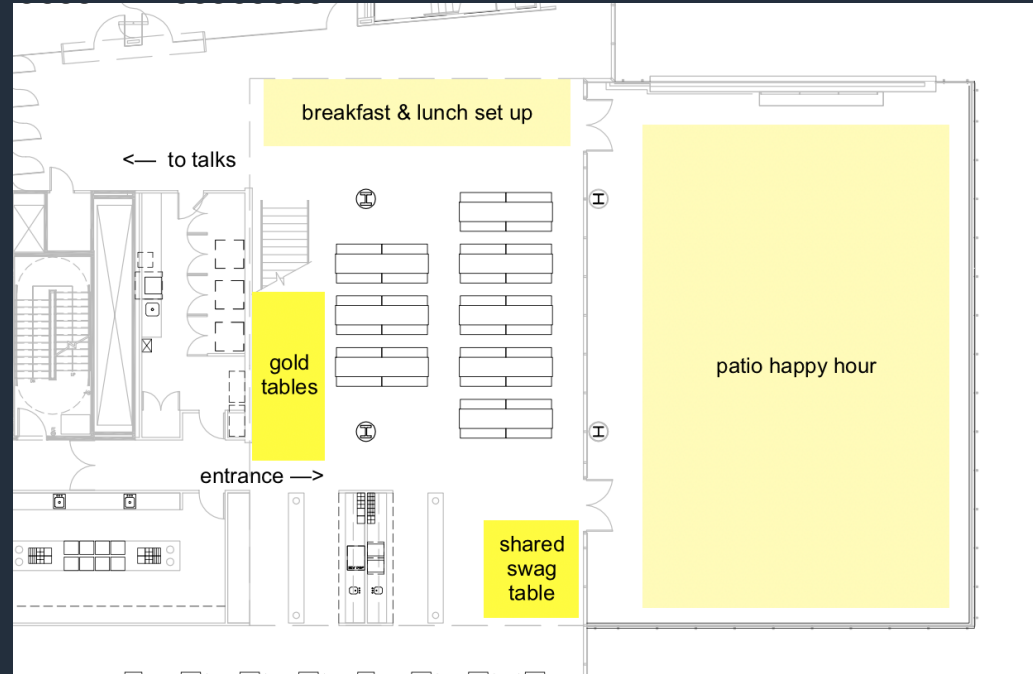 breakfast & lunch set up
<— to talks
gold
tables
patio happy hour
entrance —>
shared
swag
table